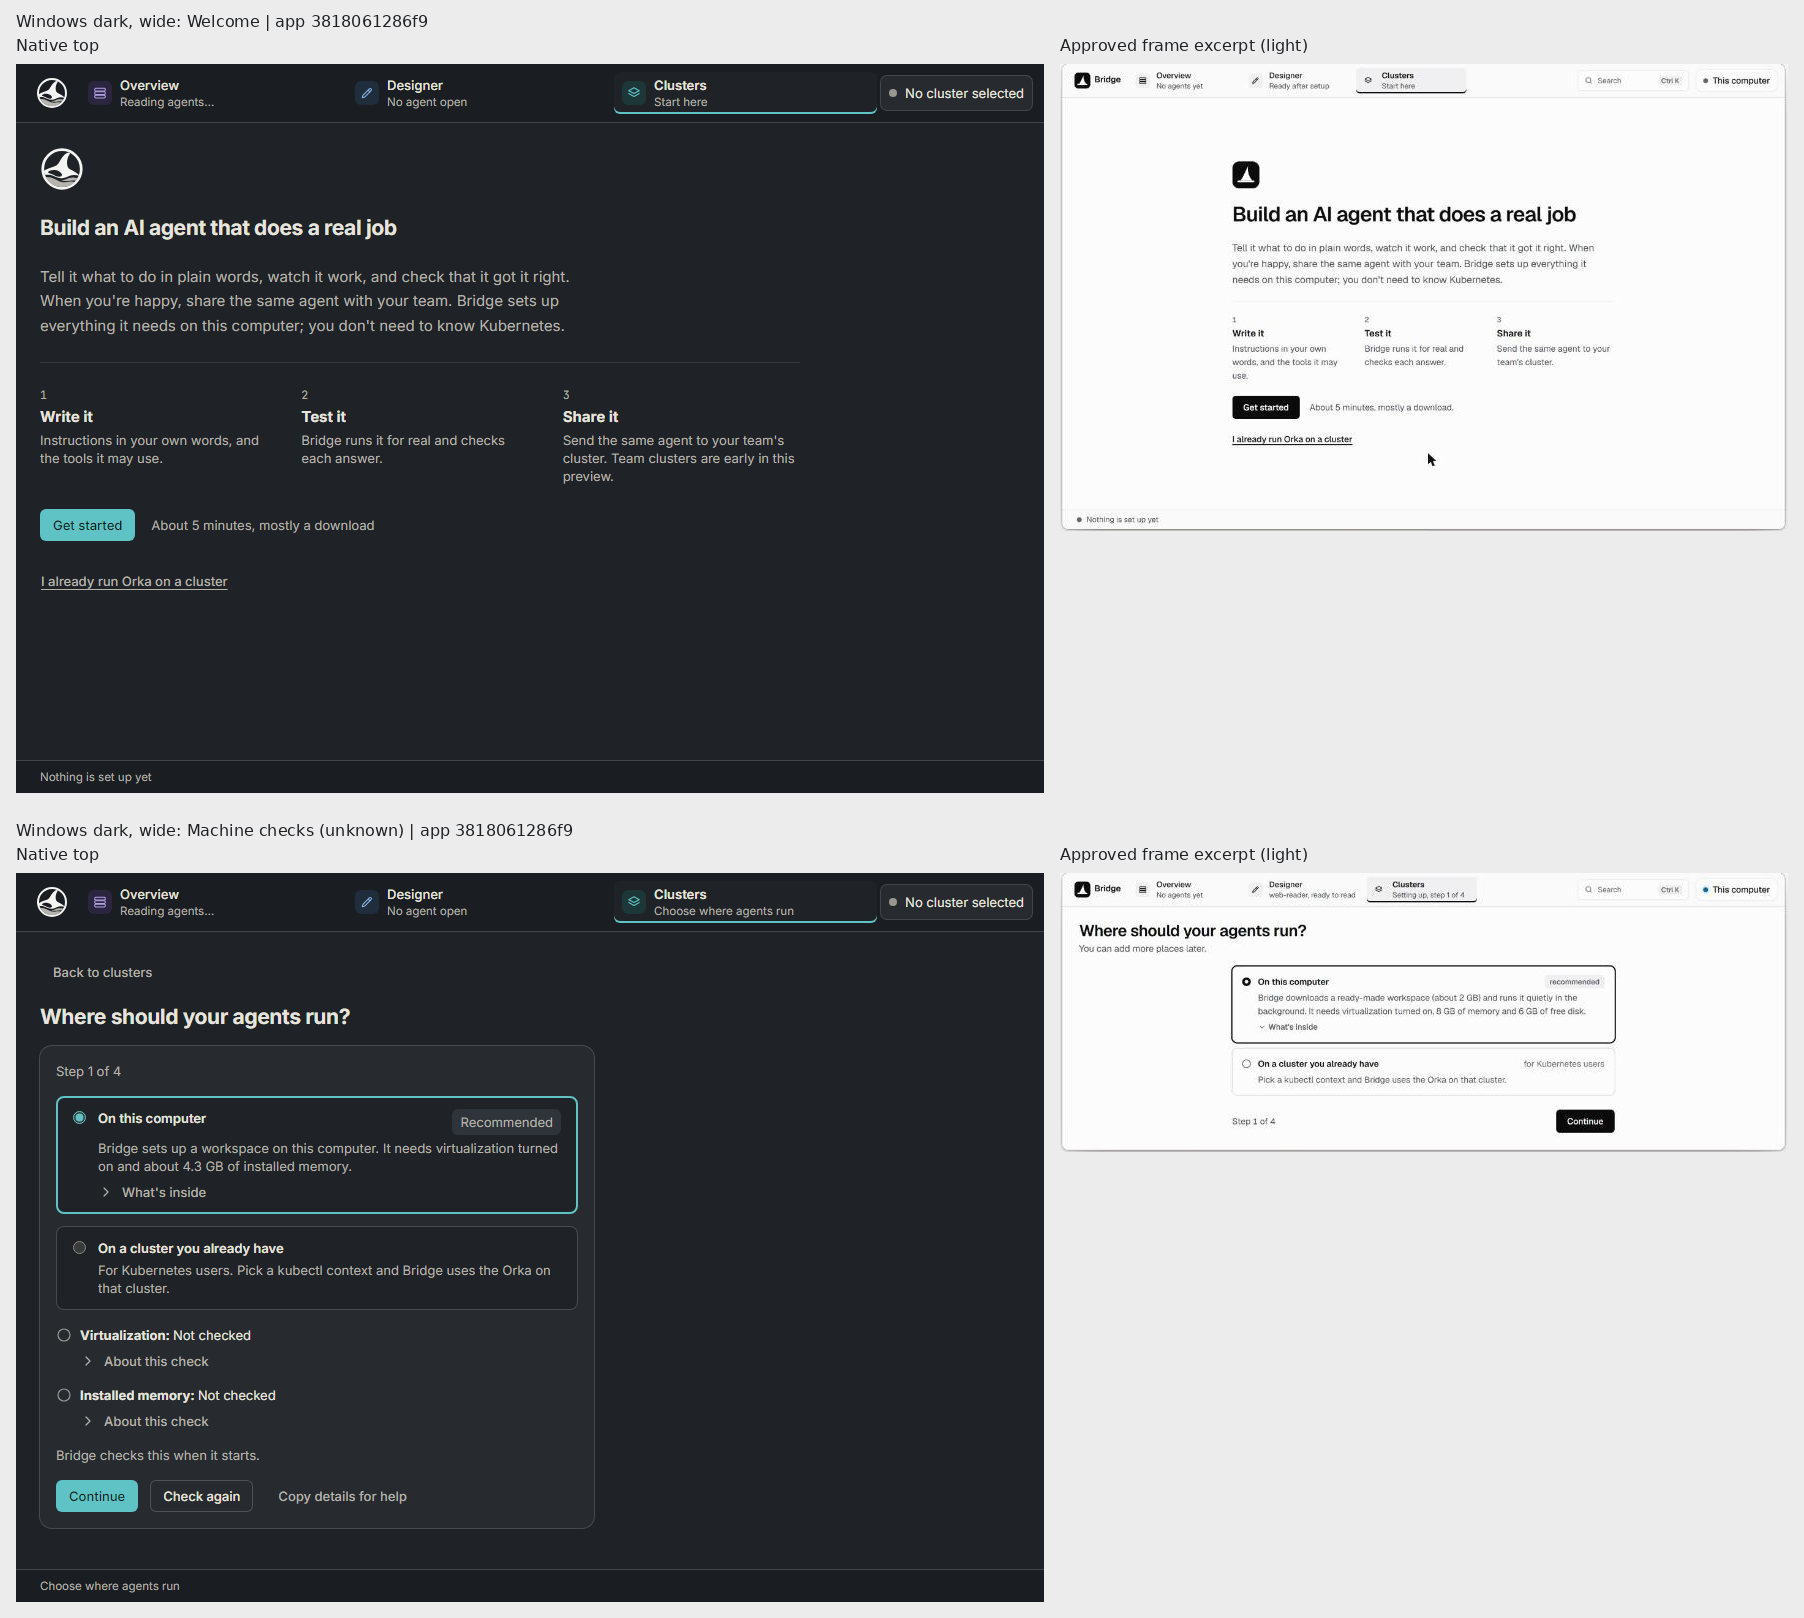 Windows dark, wide: Welcome | app 3818061286f9
Native top
Overview
Reading agents...
Designer
No agent open
Clusters
Start here
No cluster selected
Build an AI agent that does a real job
Tell it what to do in plain words, watch it work, and check that it got it right.
When you're happy, share the same agent with your team. Bridge sets up
everything it needs on this computer; you don't need to know Kubernetes.
1
Write it
Instructions in your own words, and
the tools it may use.
2
Test it
Bridge runs it for real and checks
each answer.
3
Share it
Send the same agent to your team's
cluster. Team clusters are early in this
preview.
Get started
About 5 minutes, mostly a download
I already run Orka on a cluster
Nothing is set up yet
Approved frame excerpt (light)
Bridge
Overview
No agents yet
Designer
Ready after setup
Clusters
Start here
Search
Ctrl K
This computer
Build an AI agent that does a real job
Tell it what to do in plain words, watch it work, and check that it got it right. When
you're happy, share the same agent with your team. Bridge sets up everything it
needs on this computer; you don't need to know Kubernetes.
1
Write it
Instructions in your own
words, and the tools it may
use.
2
Test it
Bridge runs it for real and
checks each answer.
3
Share it
Send the same agent to your
team's cluster.
Get started
About 5 minutes, mostly a download.
I already run Orka on a cluster
Nothing is set up yet
Windows dark, wide: Machine checks (unknown) | app 3818061286f9
Native top
Overview
Reading agents...
Designer
No agent open
Clusters
Choose where agents run
No cluster selected
Back to clusters
Where should your agents run?
Step 1 of 4
On this computer
Recommended
Bridge sets up a workspace on this computer. It needs virtualization turned
on and about 4.3 GB of installed memory.
What's inside
On a cluster you already have
For Kubernetes users. Pick a kubectl context and Bridge uses the Orka on
that cluster.
Virtualization: Not checked
About this check
Installed memory: Not checked
About this check
Bridge checks this when it starts.
Continue
Check again
Copy details for help
Choose where agents run
Approved frame excerpt (light)
Bridge
Overview
No agents yet
Designer
web-reader, ready to read
Clusters
Setting up, step 1 of 4
Search
Ctrl K
This computer
Where should your agents run?
You can add more places later.
On this computer
recommended
Bridge downloads a ready-made workspace (about 2 GB) and runs it quietly in the
background. It needs virtualization turned on, 8 GB of memory and 6 GB of free disk.
What's inside
On a cluster you already have
for Kubernetes users
Pick a kubectl context and Bridge uses the Orka on that cluster.
Step 1 of 4
Continue